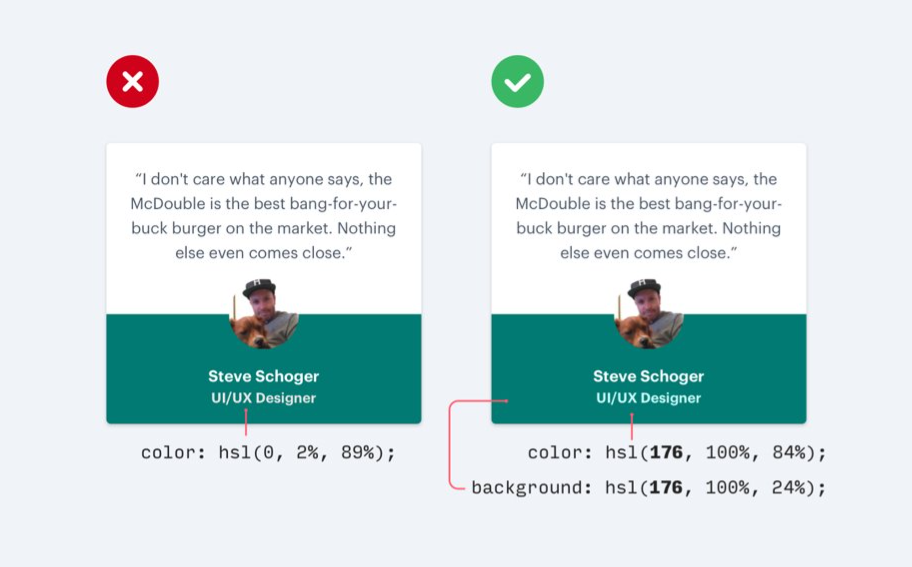 “I don't care what anyone says, the
McDouble is the best bang-for-your-
buck burger on the market. Nothing
else even comes close.”
Steve Schoger
UI/UX Designer
color: hsl(0, 2%, 89%);
“I don't care what anyone says, the
McDouble is the best bang-for-your-
buck burger on the market. Nothing
else even comes close.”
Steve Schoger
UI/UX Designer
color: hsl(176, 100%, 84%);
background: hsl(176, 100%, 24%);